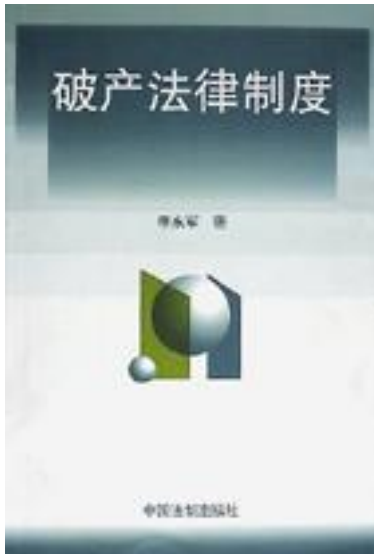 破产法律制度
李永军 著
中国法制出版社